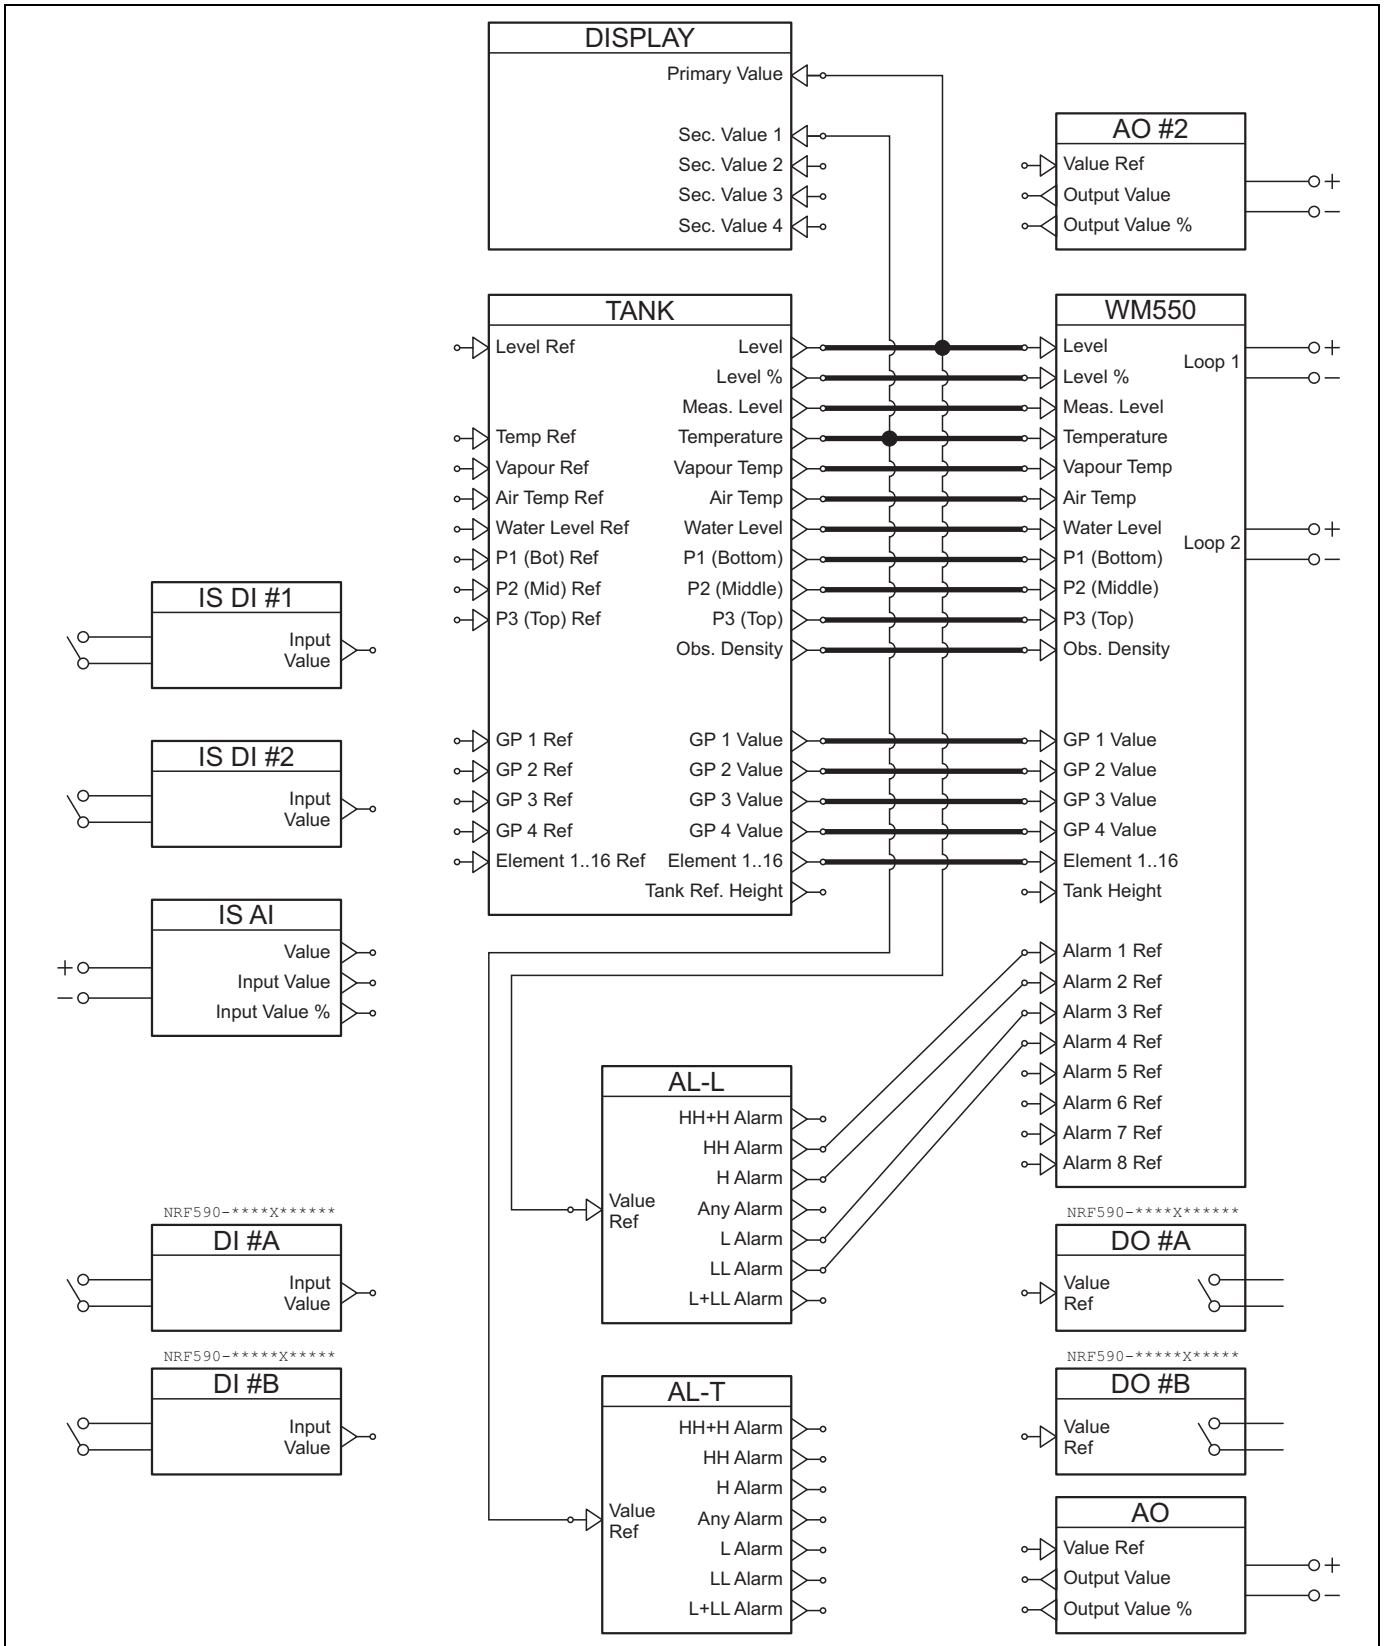 DISPLAY
Primary Value
Sec. Value 1
Sec. Value 2
Sec. Value 3
Sec. Value 4
AO #2
Value Ref
Output Value
Output Value %
+
−
TANK
Level Ref
Temp Ref
Vapour Ref
Air Temp Ref
Water Level Ref
P1 (Bot) Ref
P2 (Mid) Ref
P3 (Top) Ref
GP 1 Ref
GP 2 Ref
GP 3 Ref
GP 4 Ref
Element 1..16 Ref
Level
Level %
Meas. Level
Temperature
Vapour Temp
Air Temp
Water Level
P1 (Bottom)
P2 (Middle)
P3 (Top)
Obs. Density
GP 1 Value
GP 2 Value
GP 3 Value
GP 4 Value
Element 1..16
Tank Ref. Height
WM550
Level
Level %
Meas. Level
Temperature
Vapour Temp
Air Temp
Water Level
P1 (Bottom)
P2 (Middle)
P3 (Top)
Obs. Density
GP 1 Value
GP 2 Value
GP 3 Value
GP 4 Value
Element 1..16
Tank Height
Alarm 1 Ref
Alarm 2 Ref
Alarm 3 Ref
Alarm 4 Ref
Alarm 5 Ref
Alarm 6 Ref
Alarm 7 Ref
Alarm 8 Ref
Loop 1
+
−
Loop 2
+
−
IS DI #1
Input
Value
IS DI #2
Input
Value
IS AI
+
−
Value
Input Value
Input Value %
NRF590-****X******
DI #A
Input
Value
NRF590-*****X*****
DI #B
Input
Value
AL-L
Value
Ref
HH+H Alarm
HH Alarm
H Alarm
Any Alarm
L Alarm
LL Alarm
L+LL Alarm
AL-T
Value
Ref
HH+H Alarm
HH Alarm
H Alarm
Any Alarm
L Alarm
LL Alarm
L+LL Alarm
NRF590-****X******
DO #A
Value
Ref
NRF590-*****X*****
DO #B
Value
Ref
AO
Value Ref
Output Value
Output Value %
+
−